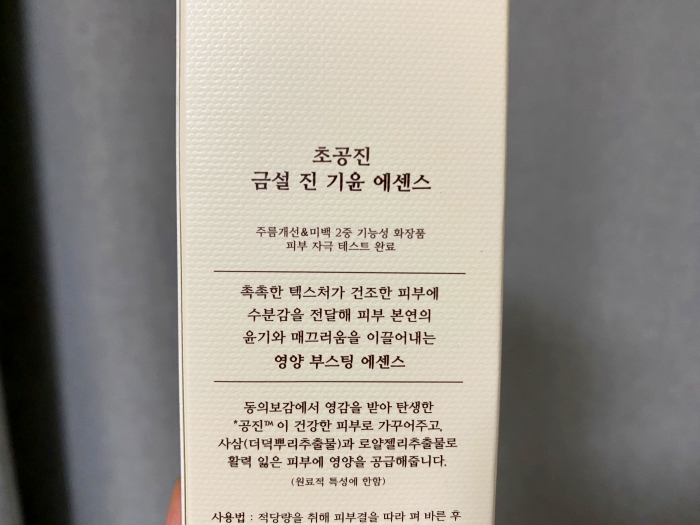 초공진
금설 진 기윤 에센스
주름개선&미백 2중 기능성 화장품
피부 자극 테스트 완료
촉촉한 텍스처가 건조한 피부에
수분감을 전달해 피부 본연의
윤기와 매끄러움을 이끌어내는
영양 부스팅 에센스
동의보감에서 영감을 받아 탄생한
*공진™이 건강한 피부로 가꾸어주고,
사삼(더덕뿌리추출물)과 로얄젤리추출물로
활력 잃은 피부에 영양을 공급해줍니다.
(원료적 특성에 한함)
사용법 : 적당량을 취해 피부결을 따라 펴 바른 후